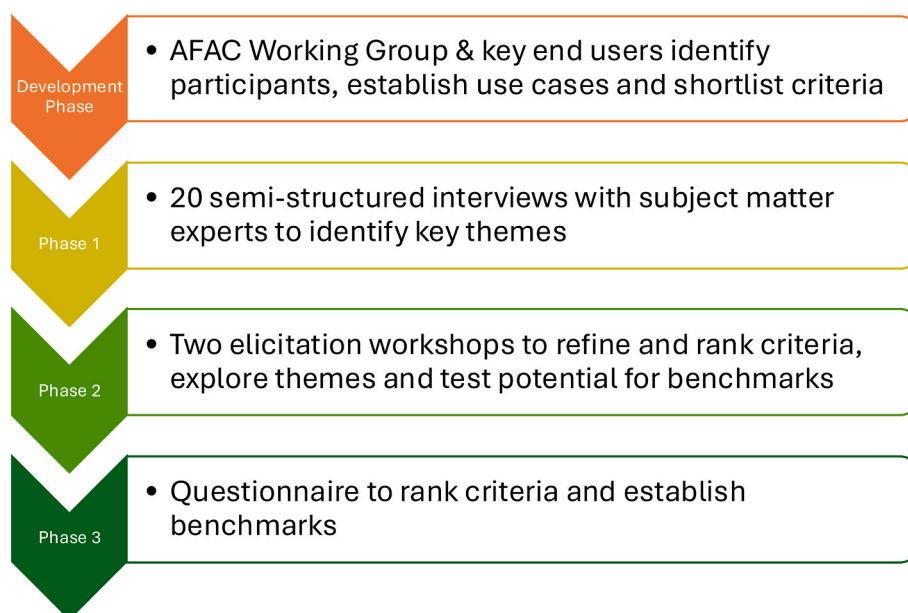 Development
Phase
• AFAC Working Group & key end users identify
participants, establish use cases and shortlist criteria
Phase 1
• 20 semi-structured interviews with subject matter
experts to identify key themes
Phase 2
• Two elicitation workshops to refine and rank criteria,
explore themes and test potential for benchmarks
Phase 3
• Questionnaire to rank criteria and establish
benchmarks